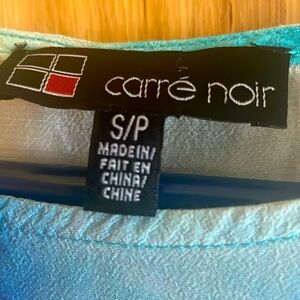 carré noir
S/P
MADE IN/
FAIT EN
CHINA/
CHINE